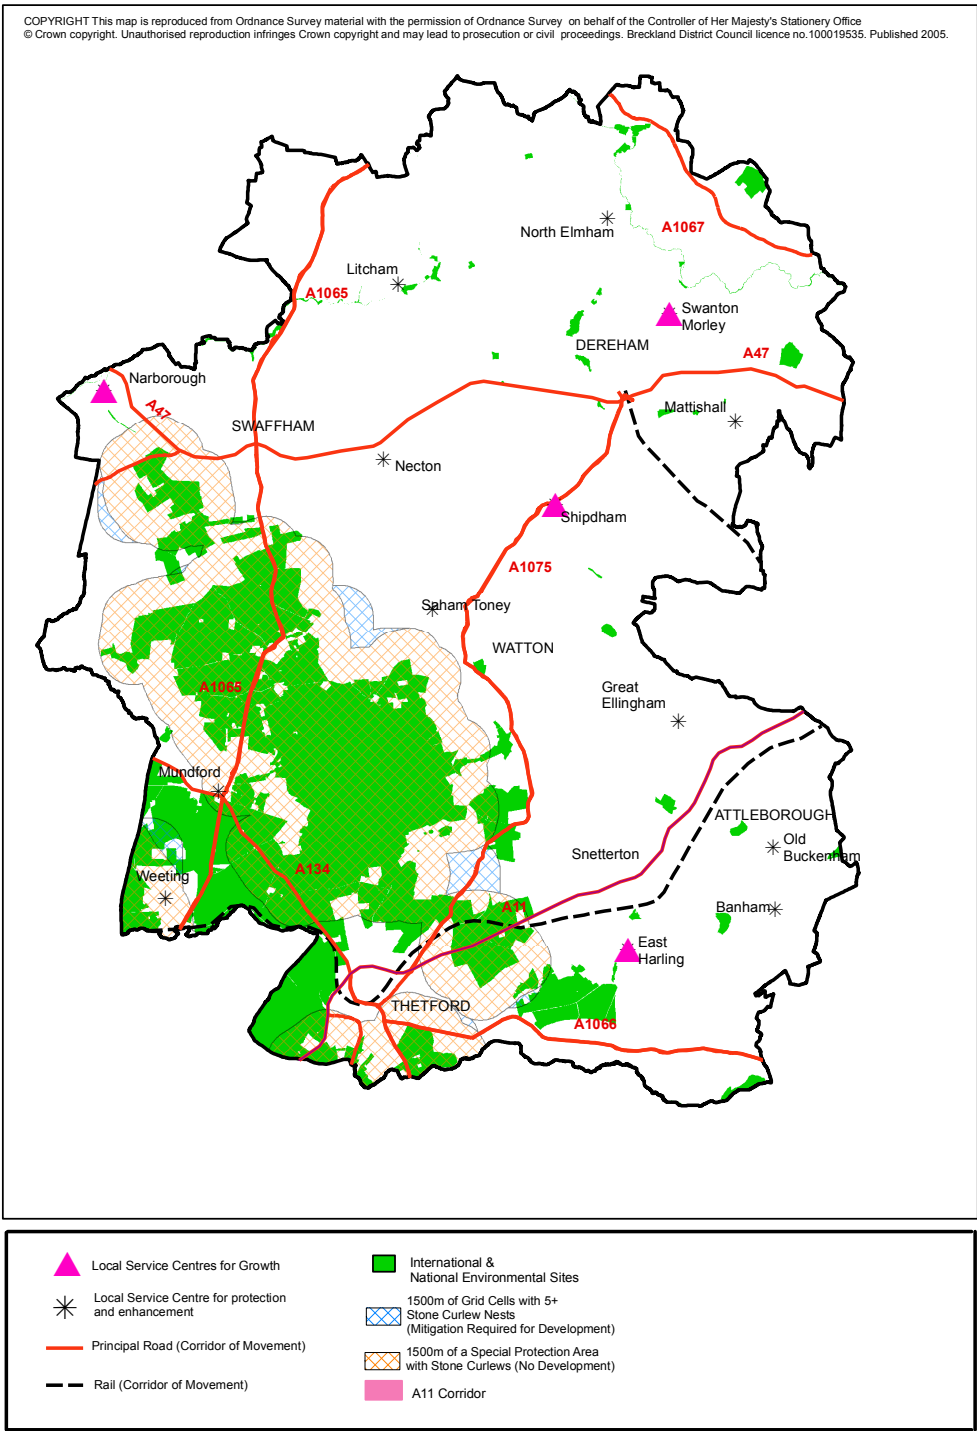 COPYRIGHT This map is reproduced from Ordnance Survey material with the permission of Ordnance Survey on behalf of the Controller of Her Majesty's Stationery Office
© Crown copyright. Unauthorised reproduction infringes Crown copyright and may lead to prosecution or civil proceedings. Breckland District Council licence no.100019535. Published 2005.
North Elmham
A1067
Litcham
A1065
Swanton
Morley
DEREHAM
A47
Narborough
A47
Mattishall
SWAFFHAM
Necton
Shipdham
A1075
Saham Toney
WATTON
A1065
Great
Ellingham
Mundford
ATTLEBOROUGH
Old
Buckenham
Snetterton
A134
Weeting
A11
Banham
East
Harling
THETFORD
A1066
Local Service Centres for Growth
Local Service Centre for protection
and enhancement
Principal Road (Corridor of Movement)
Rail (Corridor of Movement)
International &
National Environmental Sites
1500m of Grid Cells with 5+
Stone Curlew Nests
(Mitigation Required for Development)
1500m of a Special Protection Area
with Stone Curlews (No Development)
A11 Corridor